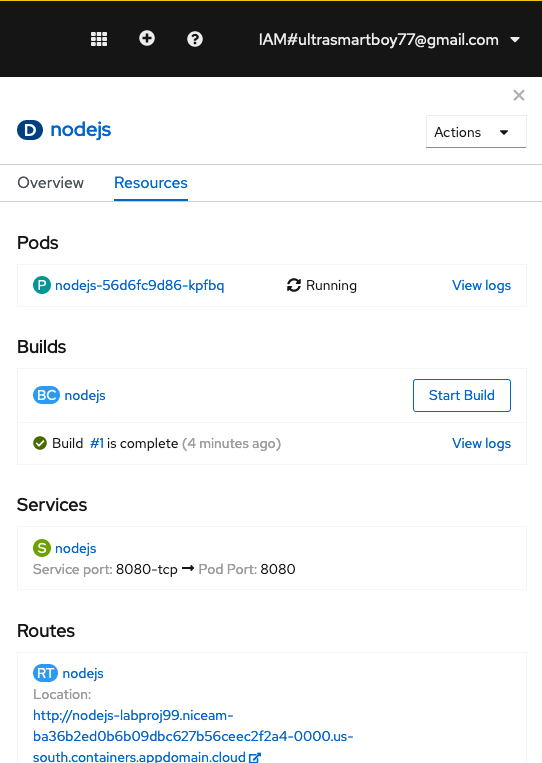 IAM#ultrasmartboy77@gmail.com
D nodejs
Actions
Overview Resources
Pods
P nodejs-56d6fc9d86-kpfbq Running View logs
Builds
BC nodejs Start Build
Build #1 is complete (4 minutes ago) View logs
Services
S nodejs
Service port: 8080-tcp → Pod Port: 8080
Routes
RT nodejs
Location:
http://nodejs-labproj99.niceam-
ba36b2ed0b6b09dbc627b56ceec2f2a4-0000.us-
south.containers.appdomain.cloud